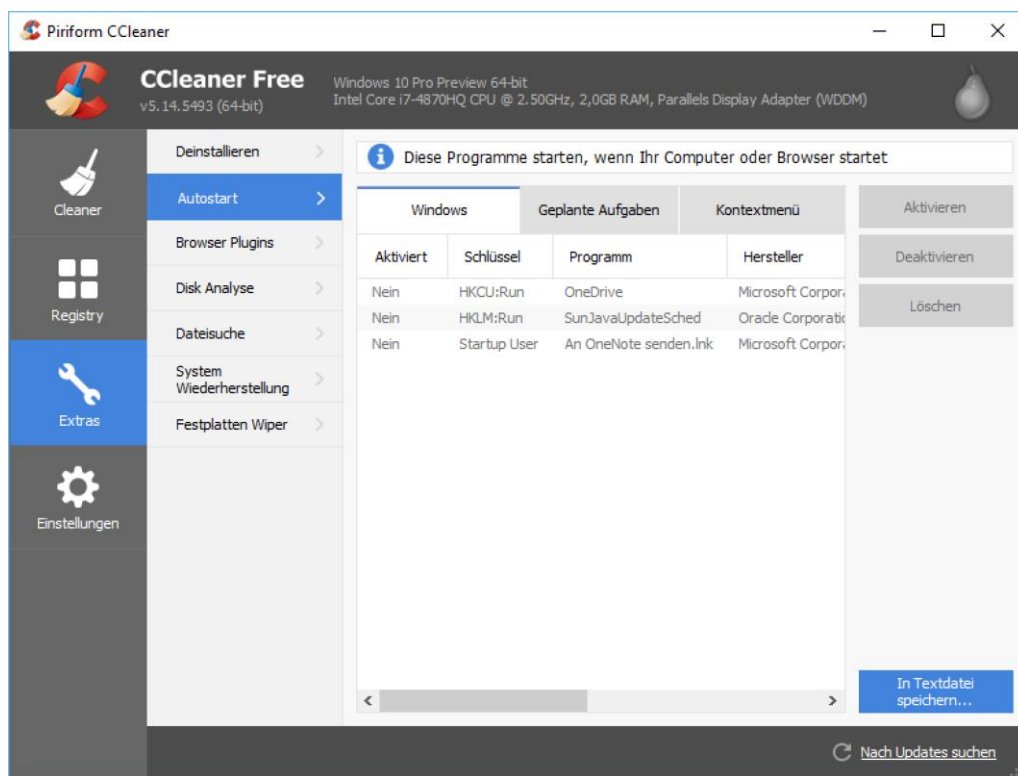 Piriform CCleaner
CCleaner Free
v5.14.5493 (64-bit)
Windows 10 Pro Preview 64-bit
Intel Core i7-4870HQ CPU @ 2.50GHz, 2,0GB RAM, Parallels Display Adapter (WDDM)
Cleaner
Registry
Extras
Einstellungen
Deinstallieren
Autostart
Browser Plugins
Disk Analyse
Dateisuche
System
Wiederherstellung
Festplatten Wiper
Diese Programme starten, wenn Ihr Computer oder Browser startet
Windows Geplante Aufgaben Kontextmenü
Aktiviert Schlüssel Programm Hersteller
Nein HKCU:Run OneDrive Microsoft Corpor
Nein HKLM:Run SunJavaUpdateSched Oracle Corporatic
Nein Startup User An OneNote senden.lnk Microsoft Corpor
Aktivieren
Deaktivieren
Löschen
In Textdatei
speichern...
Nach Updates suchen